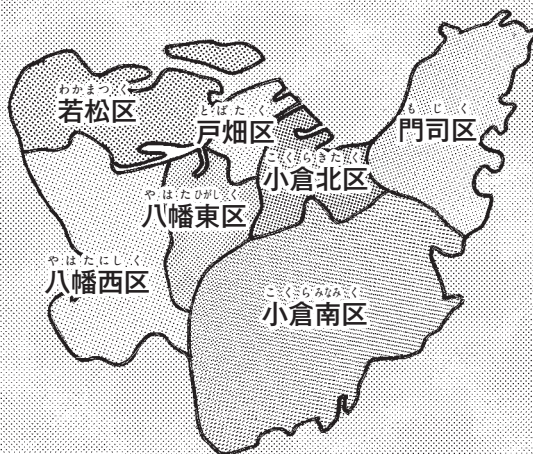 わかまつく
若松区
とばたく
戸畑区
もじく
門司区
こくらきたく
小倉北区
やはたひがしく
八幡東区
やはたにしく
八幡西区
こくらみなみく
小倉南区